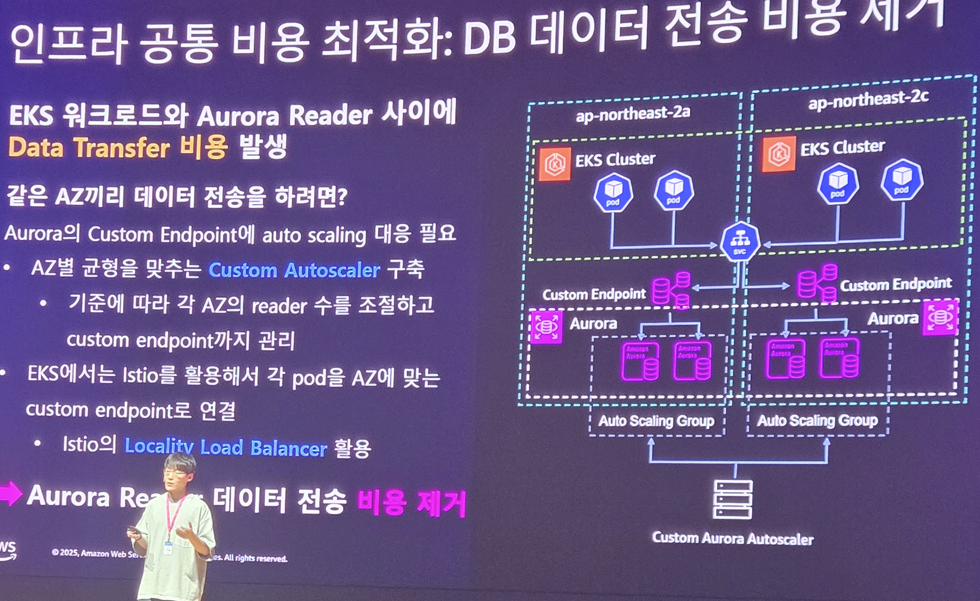 인프라 공통 비용 최적화: DB 데이터 전송 비용 제거
EKS 워크로드와 Aurora Reader 사이에
Data Transfer 비용 발생
같은 AZ끼리 데이터 전송을 하려면?
Aurora의 Custom Endpoint에 auto scaling 대응 필요
• AZ별 균형을 맞추는 Custom Autoscaler 구축
• 기준에 따라 각 AZ의 reader 수를 조절하고
custom endpoint까지 관리
• EKS에서는 Istio를 활용해서 각 pod을 AZ에 맞는
custom endpoint로 연결
• Istio의 Locality Load Balancer 활용
Aurora Re 데이터 전송 비용 제거
© 2025, Amazon Web Ser es. All rights reserved.
ap-northeast-2a
ap-northeast-2c
EKS Cluster
EKS Cluster
pod
pod
pod
pod
svc
Custom Endpoint
Custom Endpoint
Aurora
Aurora
Amazon
Aurora
Amazon
Aurora
Amazon
Aurora
Amazon
Aurora
Auto Scaling Group
Auto Scaling Group
Custom Aurora Autoscaler